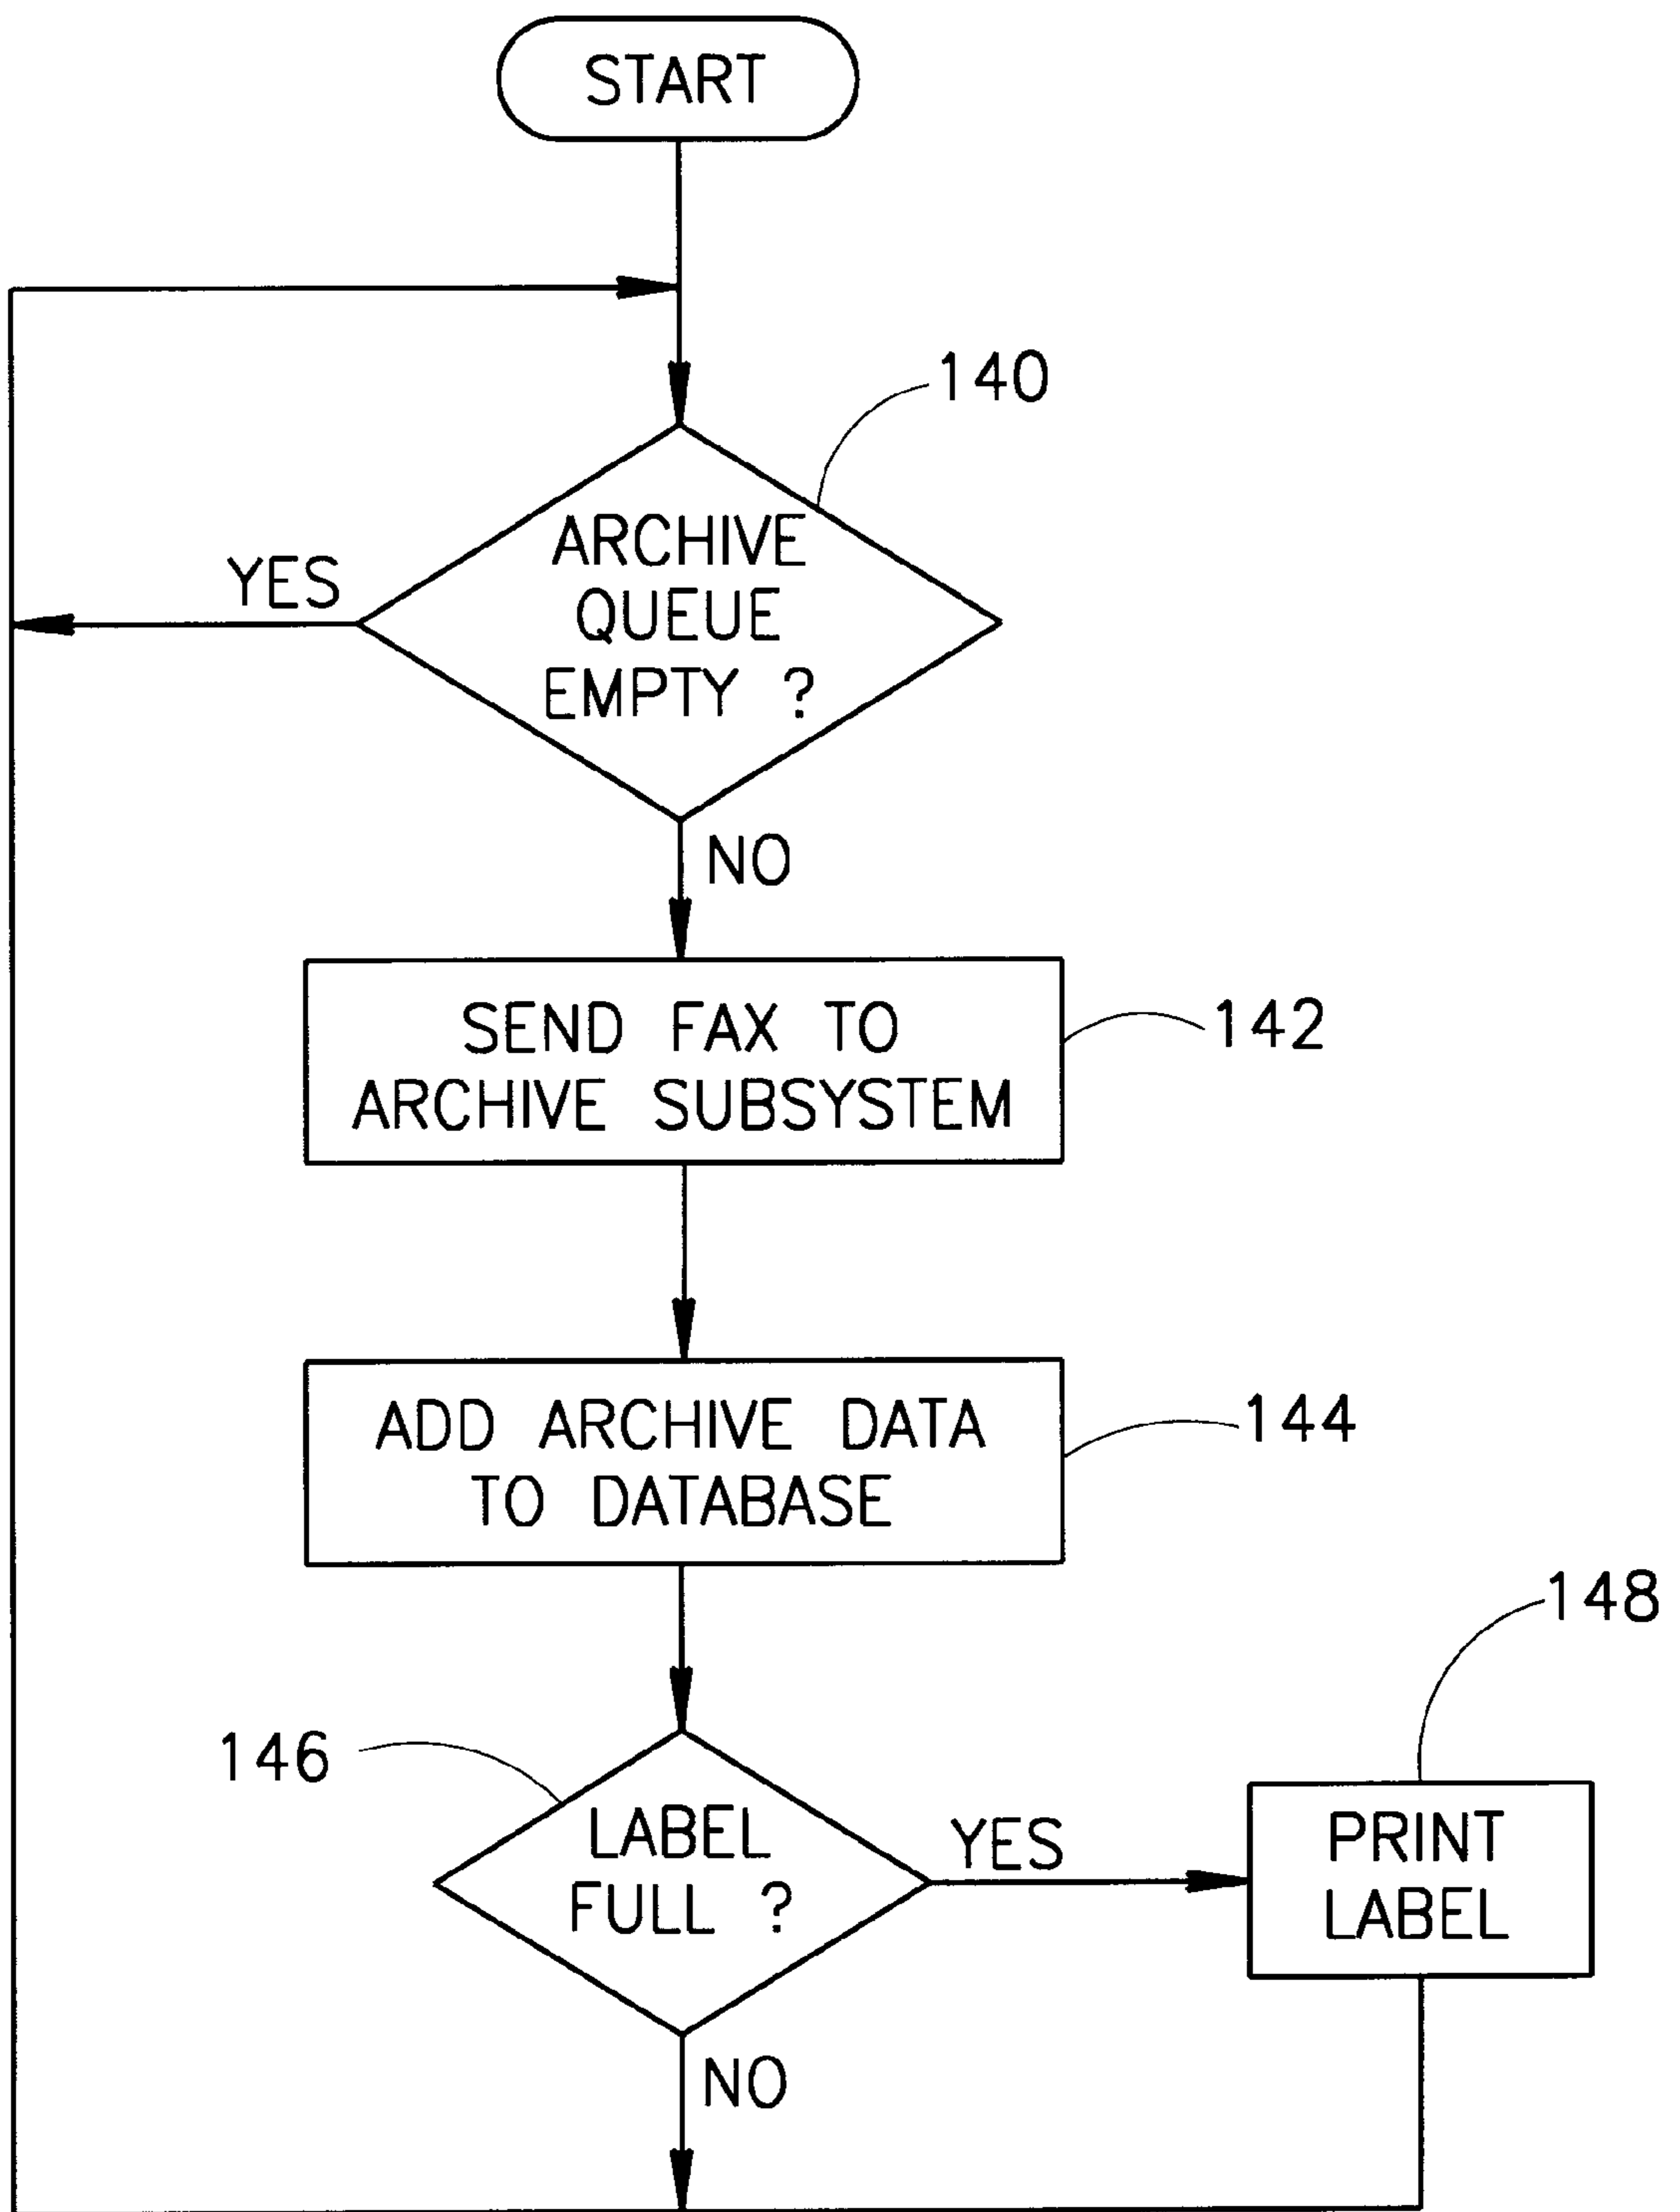 START
140
ARCHIVE
QUEUE
EMPTY ?
YES
NO
SEND FAX TO
ARCHIVE SUBSYSTEM
142
ADD ARCHIVE DATA
TO DATABASE
144
146
LABEL
FULL ?
YES
148
PRINT
LABEL
NO